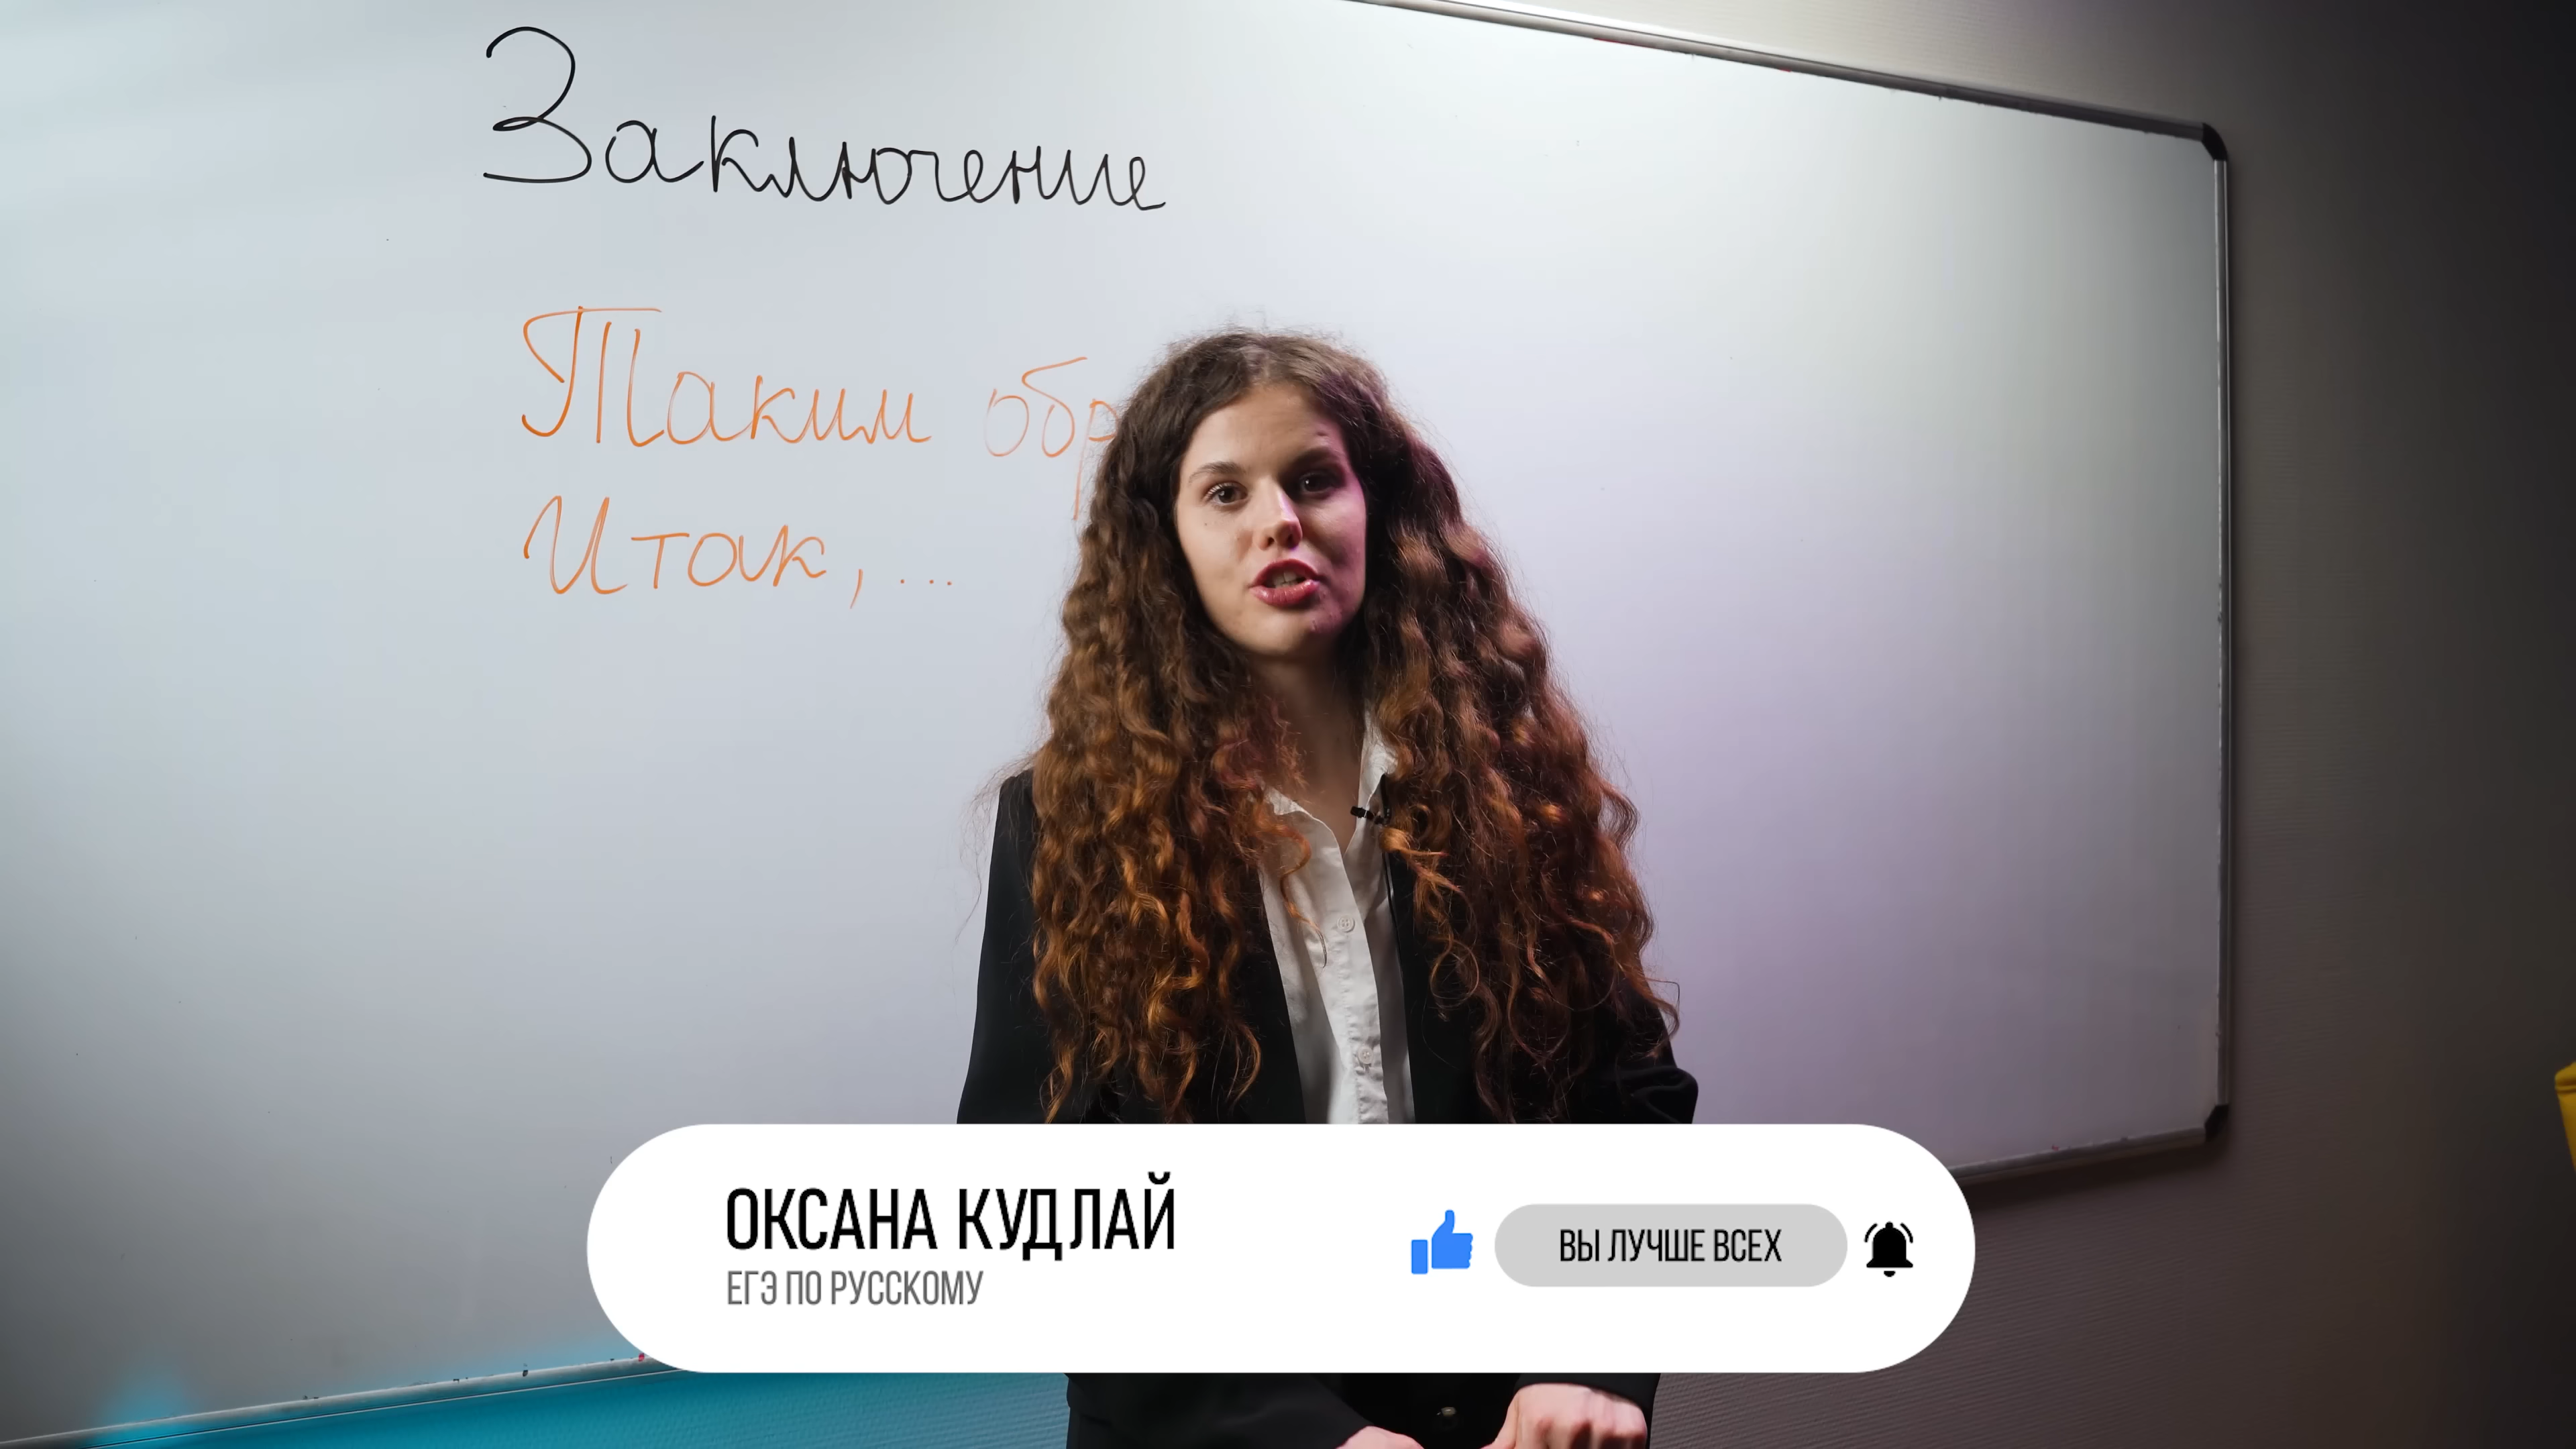 Заключение
Таким обр
Итак, ...
ОКСАНА КУДЛАЙ
ЕГЭ ПО РУССКОМУ
ВЫ ЛУЧШЕ ВСЕХ